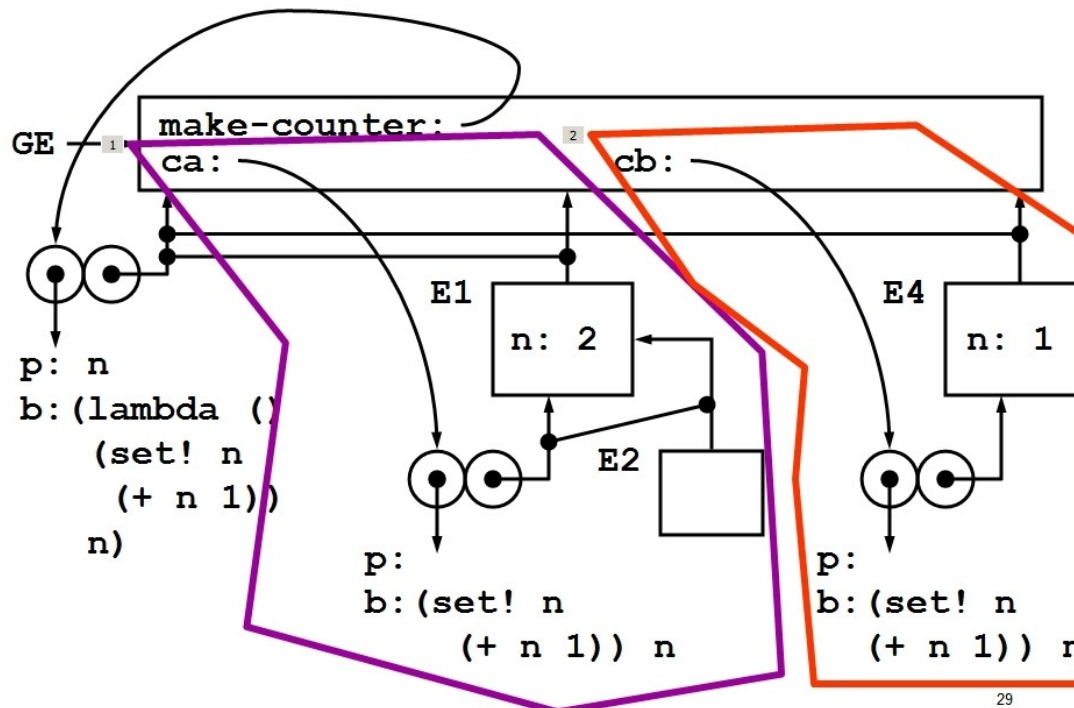 make-counter:
GE
1
2
ca:
cb:
E1
E4
n: 2
n: 1
p: n
b:(lambda ()
(set! n
(+ n 1))
n)
E2
p:
b:(set! n
(+ n 1)) n
p:
b:(set! n
(+ n 1)) n
29